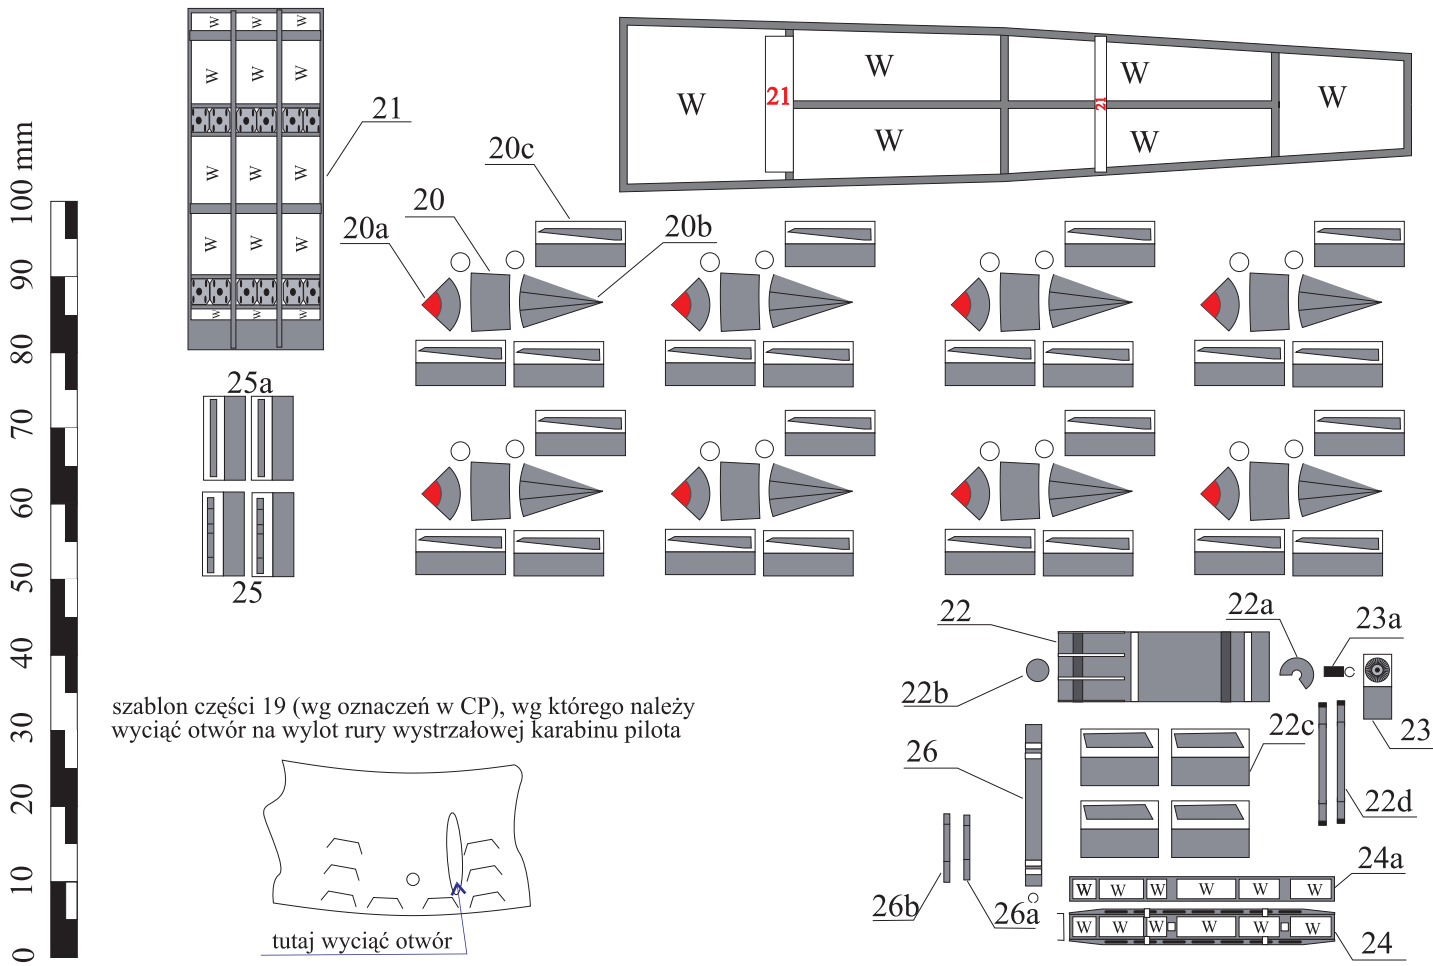 W W W
W W W
W W W
W W W
W W W
21
W
21
W
W
21
W
W
W
20c
20
20a
20b
25a
25
100 mm
90
80
70
60
50
40
30
20
10
0
22
22a
23a
22b
23
22c
22d
26
26b
26a
24a
W W W W W W
W W W W W W
24
szablon części 19 (wg oznaczeń w CP), wg którego należy
wyciąć otwór na wylot rury wystrzałowej karabinu pilota
tutaj wyciąć otwór